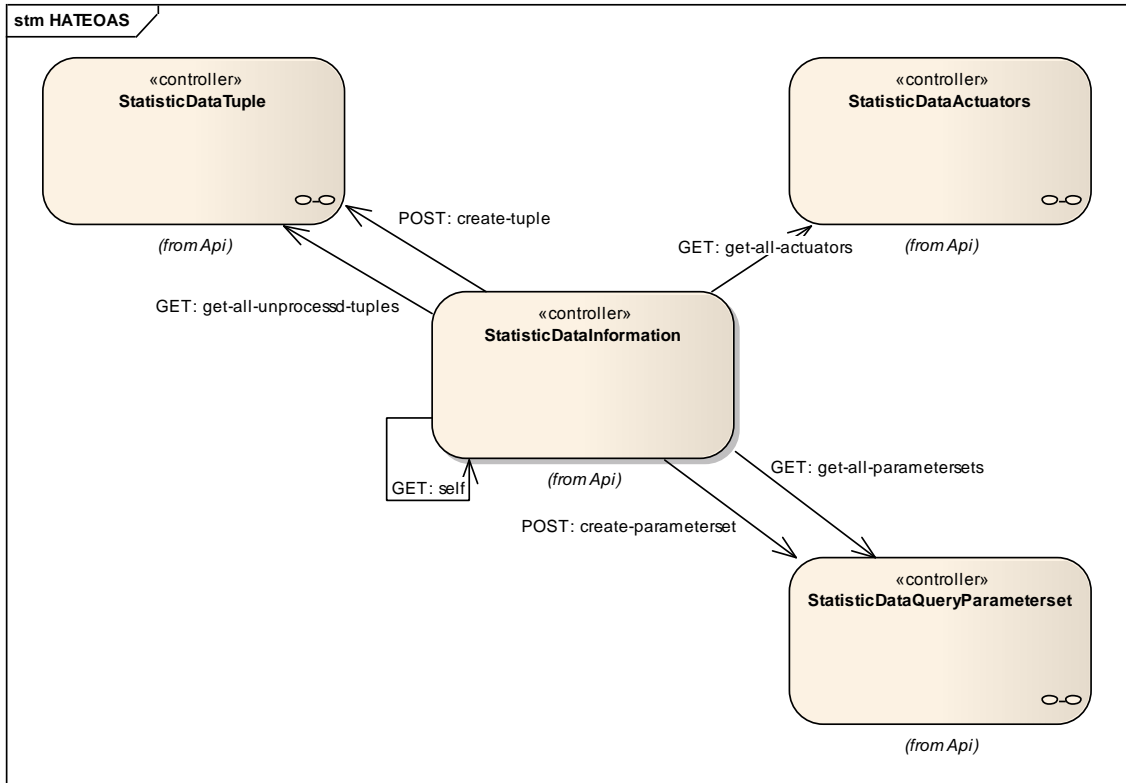 stm HATEOAS
«controller»
StatisticDataTuple
(from Api)
«controller»
StatisticDataActuators
(from Api)
POST: create-tuple
GET: get-all-unprocessd-tuples
GET: get-all-actuators
«controller»
StatisticDataInformation
(from Api)
GET: self
GET: get-all-parametersets
POST: create-parameterset
«controller»
StatisticDataQueryParameterset
(from Api)